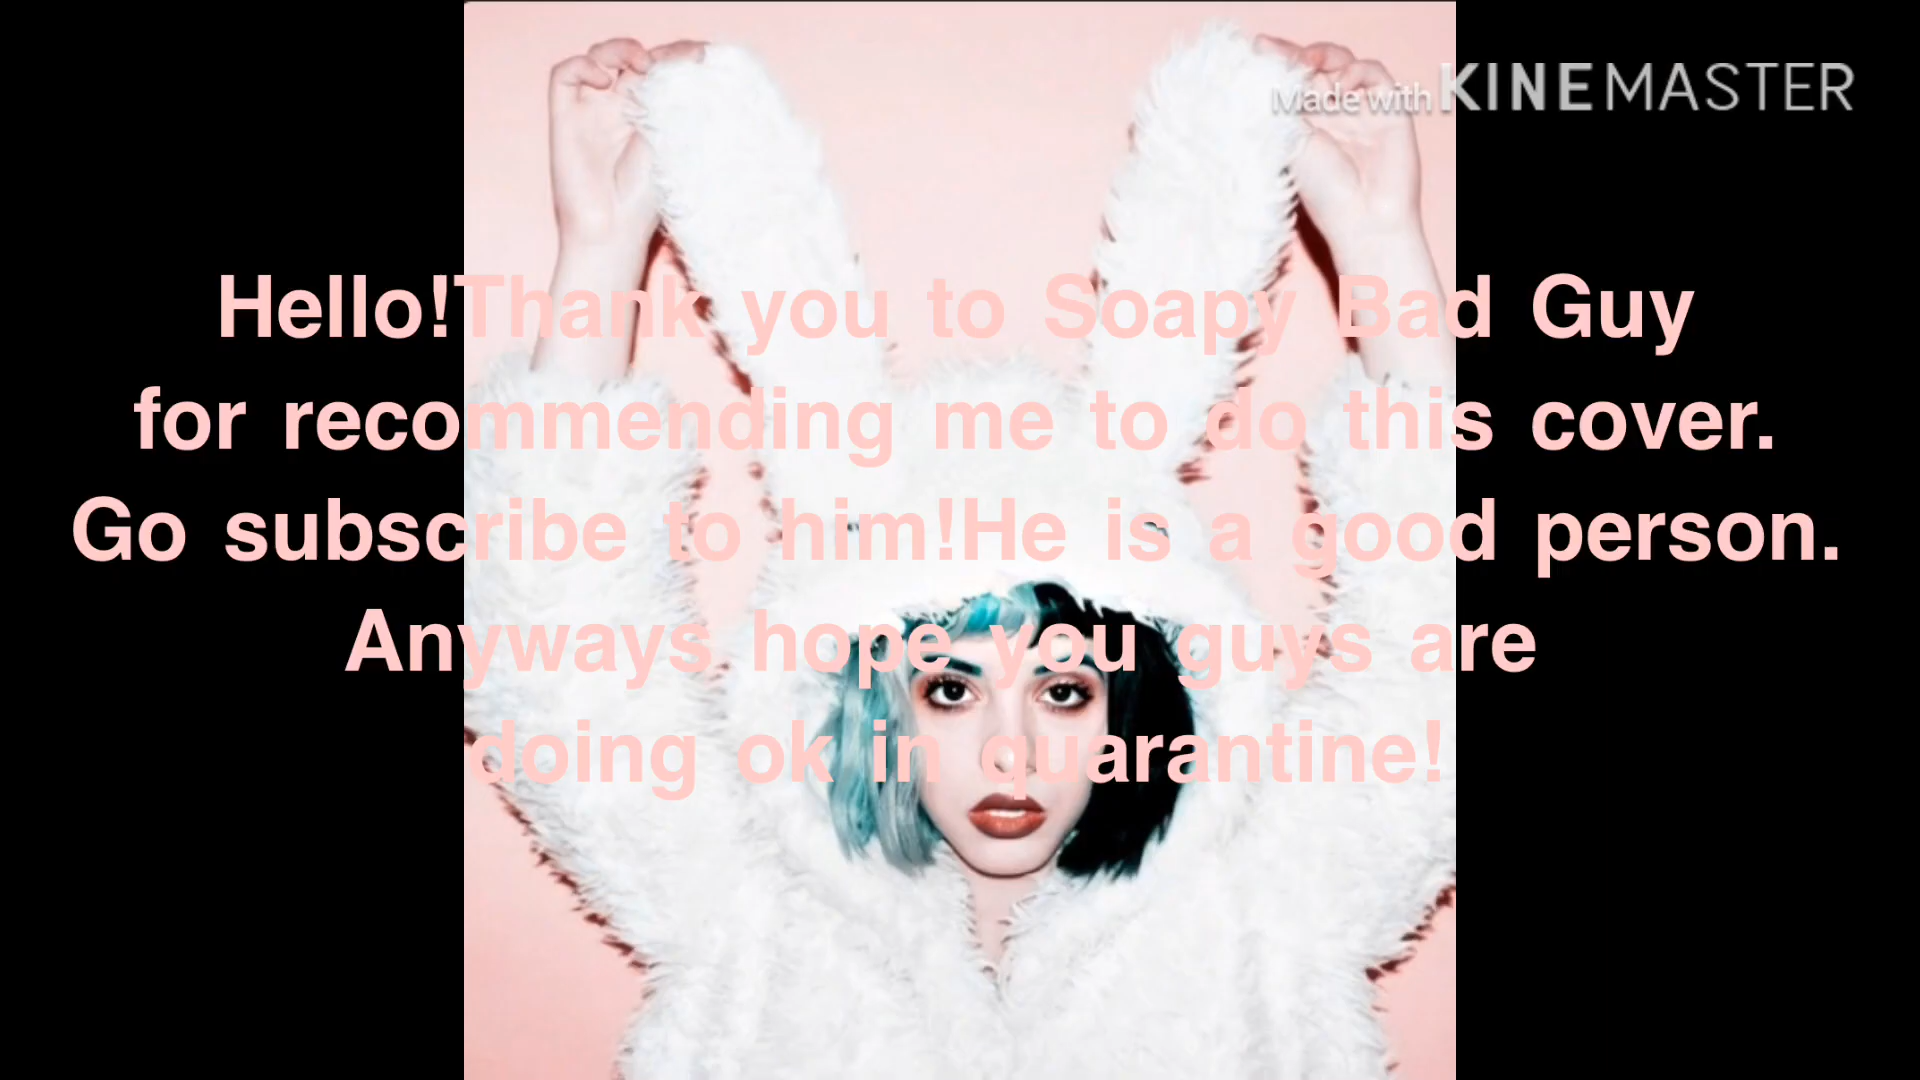 Made with KINEMASTER
Hello!Thank you to Soapy Bad Guy
for recommending me to do this cover.
Go subscribe to him!He is a good person.
Anyways hope you guys are
doing ok in quarantine!